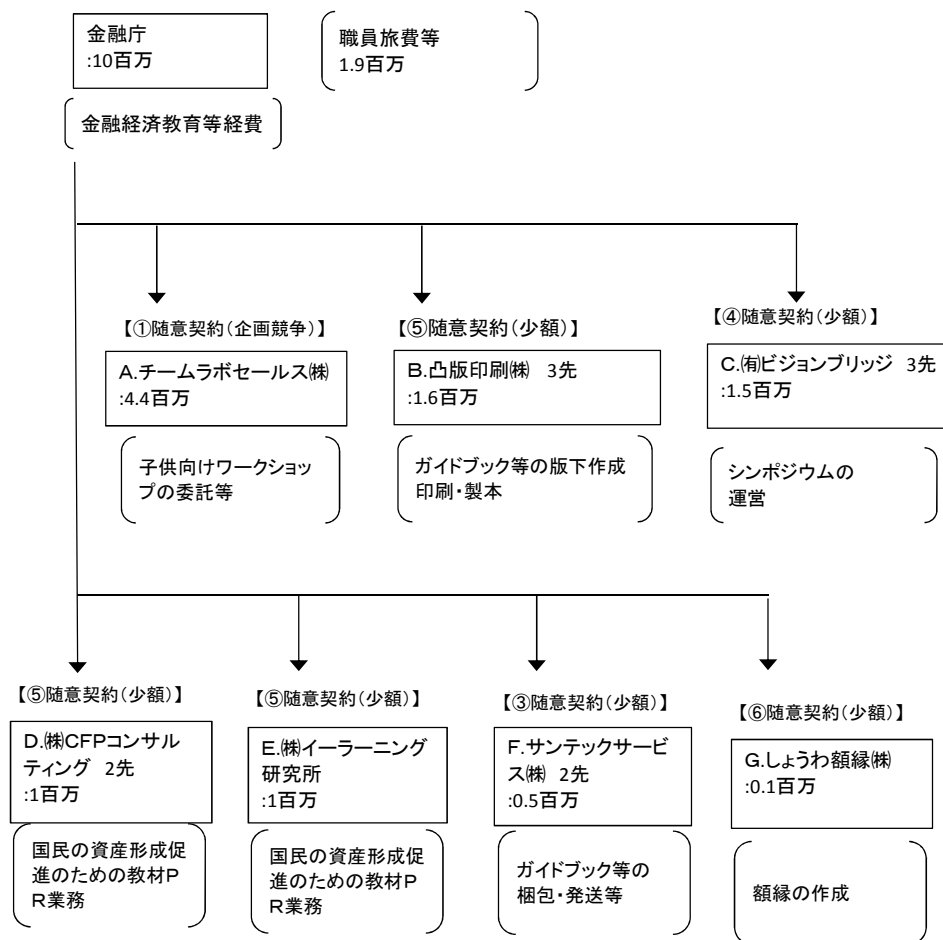 金融庁
:10百万
職員旅費等
1.9百万
金融経済教育等経費
【①随意契約(企画競争)】
A.チームラボセールス㈱
:4.4百万
子供向けワークショッ
プの委託等
【⑤随意契約(少額)】
B.凸版印刷㈱ 3先
:1.6百万
ガイドブック等の版下作成
印刷・製本
【④随意契約(少額)】
C.㈲ビジョンブリッジ 3先
:1.5百万
シンポジウムの
運営
【⑤随意契約(少額)】
D.㈱CFPコンサル
ティング 2先
:1百万
国民の資産形成促
進のための教材P
R業務
【⑤随意契約(少額)】
E.㈱イーラーニング
研究所
:1百万
国民の資産形成促
進のための教材P
R業務
【③随意契約(少額)】
F.サンテックサービ
ス㈱ 2先
:0.5百万
ガイドブック等の
梱包・発送等
【⑥随意契約(少額)】
G.しょうわ額縁㈱
:0.1百万
額縁の作成